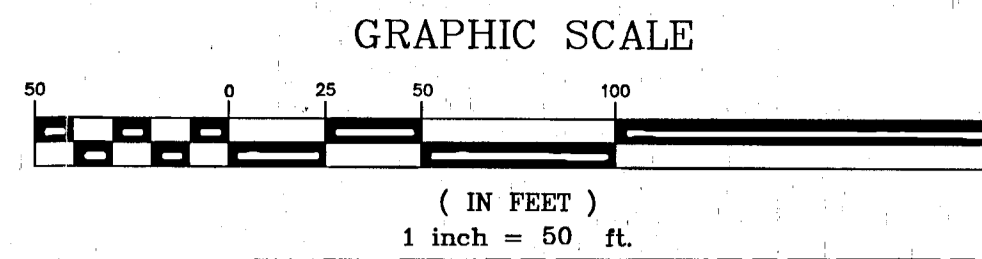 GRAPHIC SCALE
50 0 25 50 100
( IN FEET )
1 inch = 50 ft.